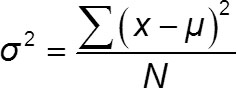 σ² = ∑(x − μ)² / N